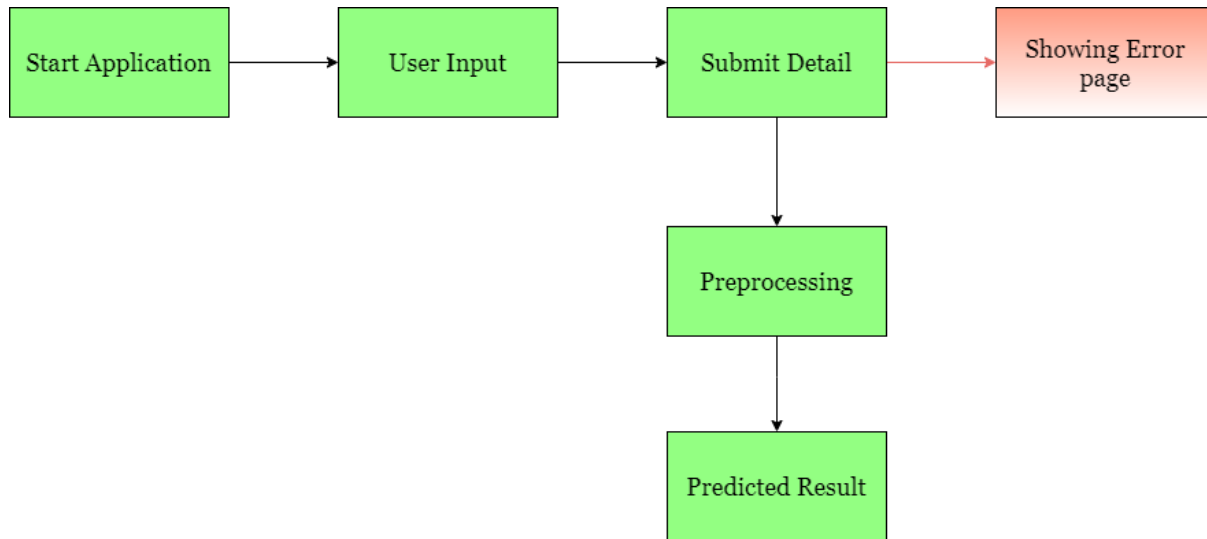 Start Application
User Input
Submit Detail
Showing Error
page
Preprocessing
Predicted Result